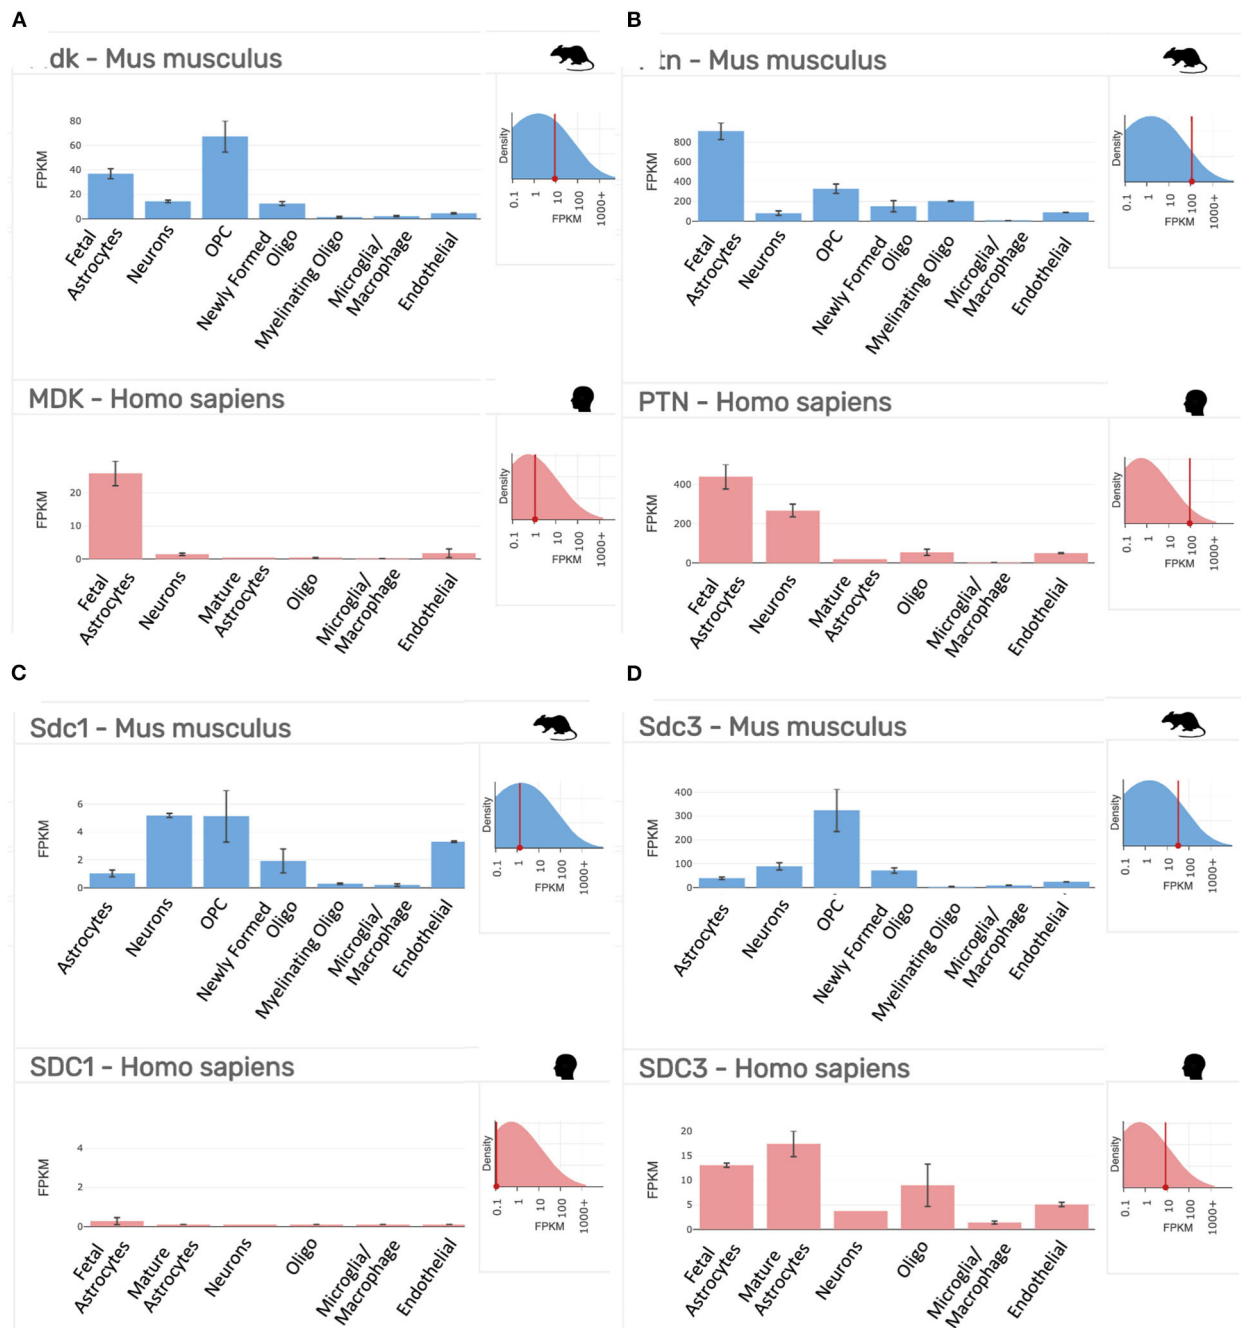 A
dk - Mus musculus
FPKM
80
60
40
20
0
Fetal
Astrocytes
Neurons
OPC
Newly Formed
Oligo
Myelinating Oligo
Microglia/
Macrophage
Endothelial
Density
0.1
1
10
100
1000+
FPKM
MDK - Homo sapiens
FPKM
20
10
0
Fetal
Astrocytes
Neurons
Mature
Astrocytes
Oligo
Microglia/
Macrophage
Endothelial
Density
0.1
1
10
100
1000+
FPKM
B
tn - Mus musculus
FPKM
800
600
400
200
0
Fetal
Astrocytes
Neurons
OPC
Newly Formed
Oligo
Myelinating Oligo
Microglia/
Macrophage
Endothelial
Density
0.1
1
10
100
1000+
FPKM
PTN - Homo sapiens
FPKM
400
200
0
Fetal
Astrocytes
Neurons
Mature
Astrocytes
Oligo
Microglia/
Macrophage
Endothelial
Density
0.1
1
10
100
1000+
FPKM
C
Sdc1 - Mus musculus
FPKM
6
4
2
0
Astrocytes
Neurons
OPC
Newly Formed
Oligo
Myelinating Oligo
Microglia/
Macrophage
Endothelial
Density
0.1
1
10
100
1000+
FPKM
SDC1 - Homo sapiens
FPKM
4
2
0
Fetal
Astrocytes
Mature
Astrocytes
Neurons
Oligo
Microglia/
Macrophage
Endothelial
Density
0.1
1
10
100
1000+
FPKM
D
Sdc3 - Mus musculus
FPKM
400
300
200
100
0
Astrocytes
Neurons
OPC
Newly Formed
Oligo
Myelinating Oligo
Microglia/
Macrophage
Endothelial
Density
0.1
1
10
100
1000+
FPKM
SDC3 - Homo sapiens
FPKM
20
15
10
5
0
Fetal
Astrocytes
Mature
Astrocytes
Neurons
Oligo
Microglia/
Macrophage
Endothelial
Density
0.1
1
10
100
1000+
FPKM